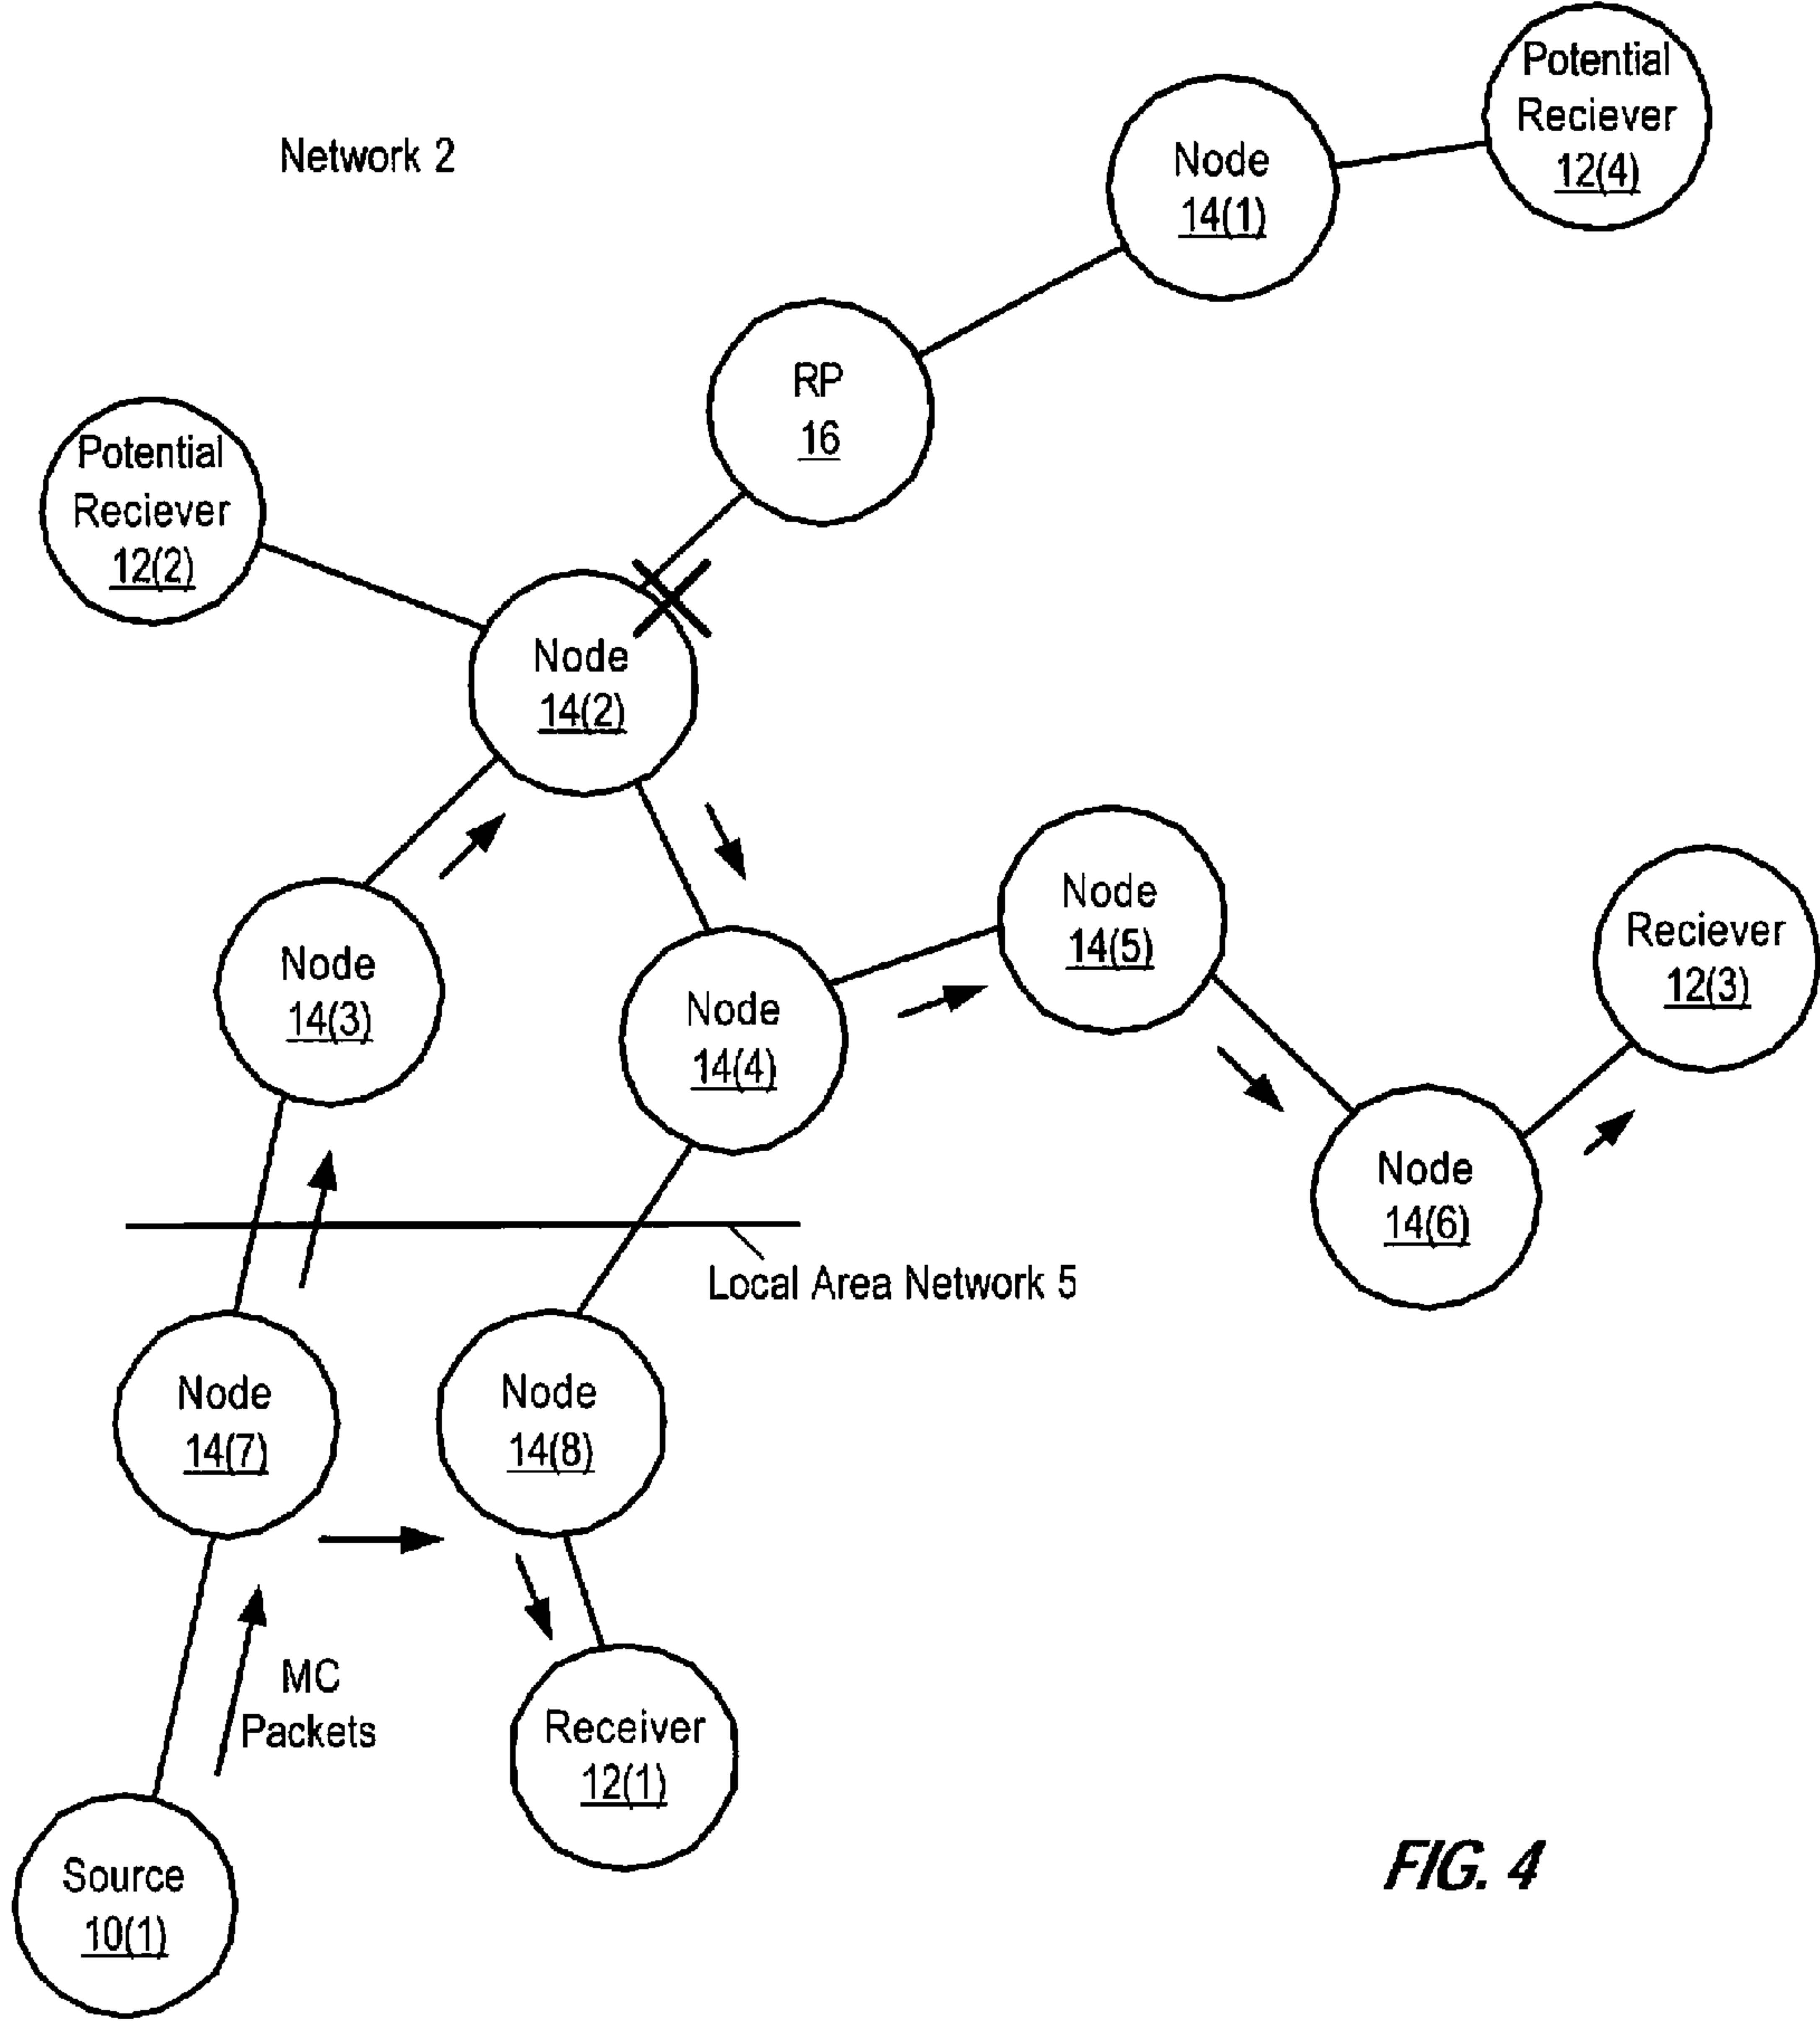 Potential
Reciever
12(4)
Network 2
Node
14(1)
RP
16
Potential
Reciever
12(2)
Node
14(2)
Node
14(5)
Reciever
12(3)
Node
14(3)
Node
14(4)
Node
14(6)
Local Area Network 5
Node
14(7)
Node
14(8)
MC
Packets
Receiver
12(1)
Source
10(1)
FIG. 4